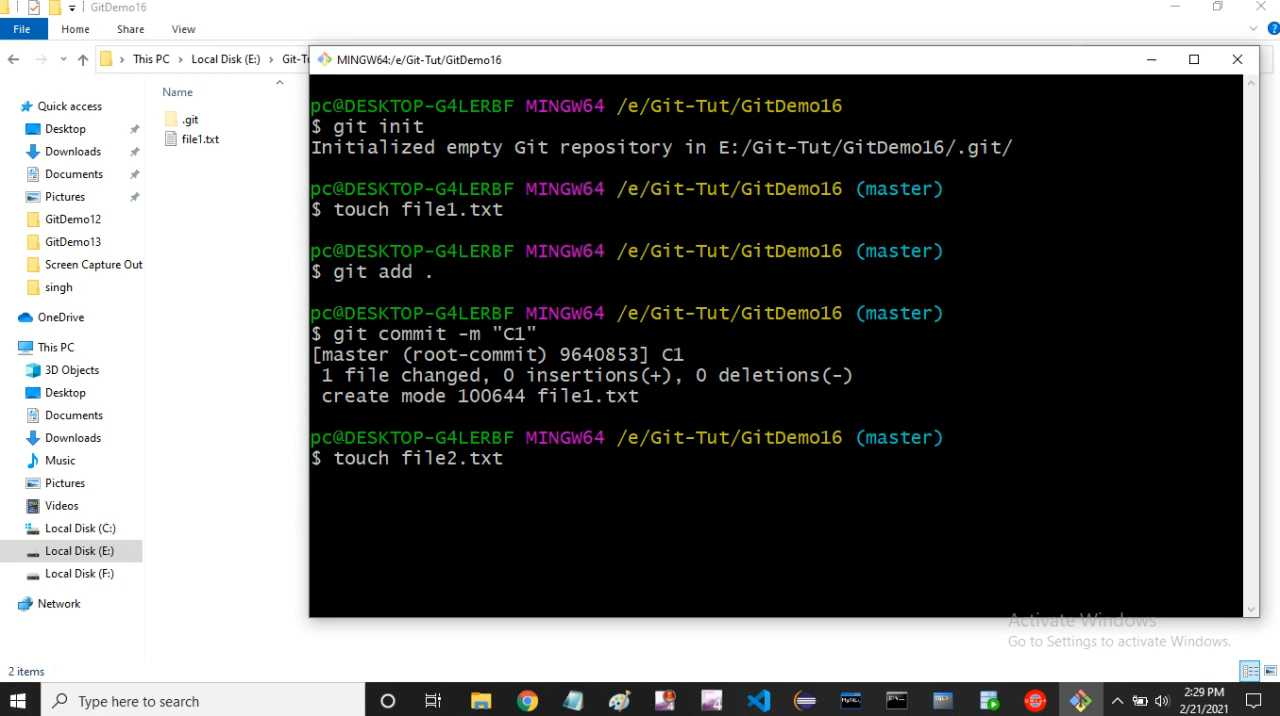 GitDemo16
File Home Share View
This PC Local Disk (E:)
MINGW64:/e/Git-Tut/GitDemo16
Name
.git
file1.txt
Quick access
Desktop
Downloads
Documents
Pictures
GitDemo12
GitDemo13
Screen Capture Out
singh
OneDrive
This PC
3D Objects
Desktop
Documents
Downloads
Music
Pictures
Videos
Local Disk (C:)
Local Disk (E:)
Local Disk (F:)
Network
2 items
pc@DESKTOP-G4LERBF MINGW64 /e/Git-Tut/GitDemo16
$ git init
Initialized empty Git repository in E:/Git-Tut/GitDemo16/.git/
pc@DESKTOP-G4LERBF MINGW64 /e/Git-Tut/GitDemo16 (master)
$ touch file1.txt
pc@DESKTOP-G4LERBF MINGW64 /e/Git-Tut/GitDemo16 (master)
$ git add .
pc@DESKTOP-G4LERBF MINGW64 /e/Git-Tut/GitDemo16 (master)
$ git commit -m "C1"
[master (root-commit) 9640853] C1
1 file changed, 0 insertions(+), 0 deletions(-)
create mode 100644 file1.txt
pc@DESKTOP-G4LERBF MINGW64 /e/Git-Tut/GitDemo16 (master)
$ touch file2.txt
Activate Windows
Go to Settings to activate Windows.
Type here to search
2:29 PM
2/21/2021